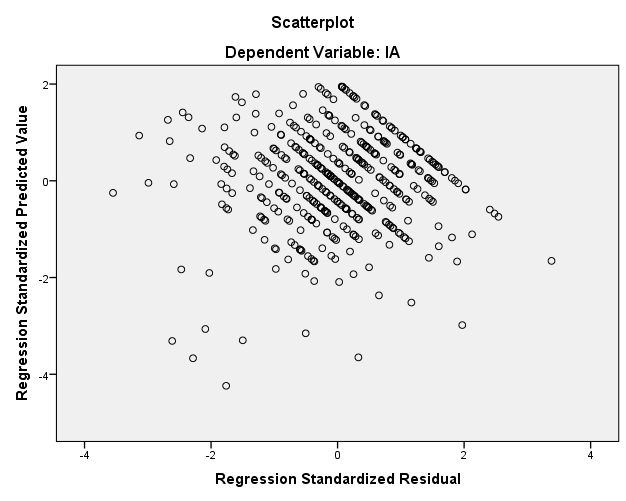 Scatterplot
Dependent Variable: IA
Regression Standardized Predicted Value
2
0
-2
-4
-4
-2
0
2
4
Regression Standardized Residual